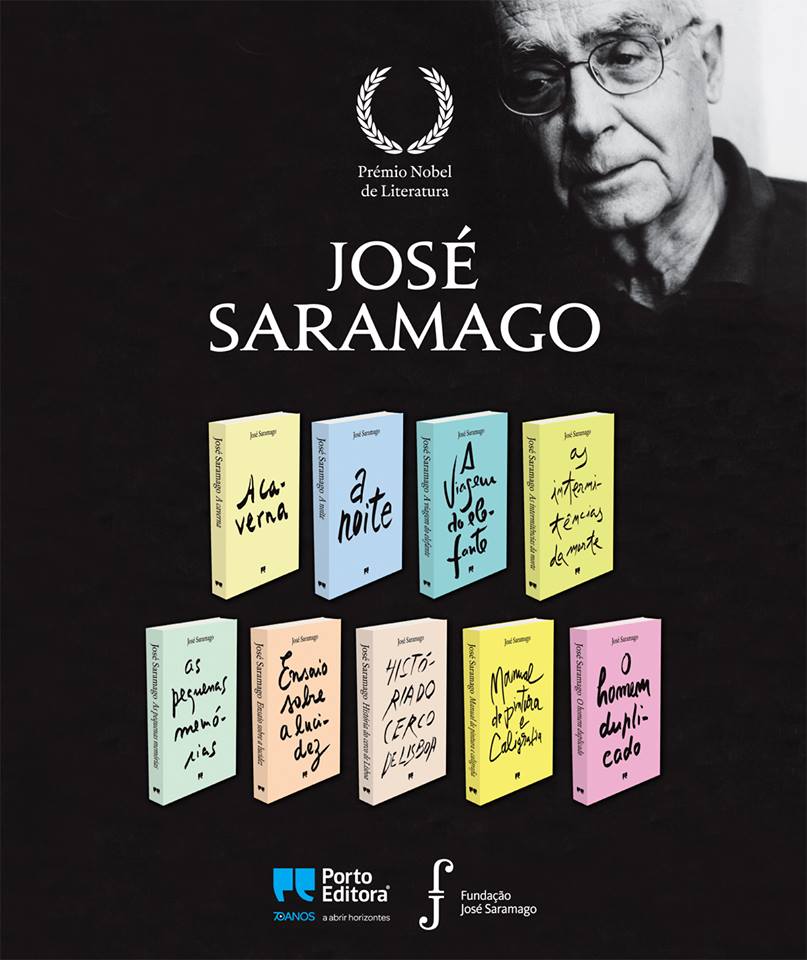 Prémio Nobel
de Literatura
JOSÉ
SARAMAGO
José Saramago A caverna
José Saramago
A ca-
verna
José Saramago A noite
José Saramago
a
noite
José Saramago A viagem do elefante
José Saramago
A
Viagem
do ele-
fante
José Saramago As intermitências da morte
José Saramago
as
intermi-
tências
da morte
José Saramago As pequenas memórias
José Saramago
as
pequenas
memó-
rias
José Saramago Ensaio sobre a lucidez
José Saramago
Ensaio
sobre
a luci-
dez
José Saramago História do cerco de Lisboa
José Saramago
HISTÓ-
RIA DO
CERCO
DE LISBOA
José Saramago Manual de pintura e caligrafia
José Saramago
Manual
de pintura
e
Caligrafia
José Saramago O homem duplicado
José Saramago
O
homem
dupli-
cado
Porto
Editora®
70ANOS a abrir horizontes
Fundação
José Saramago